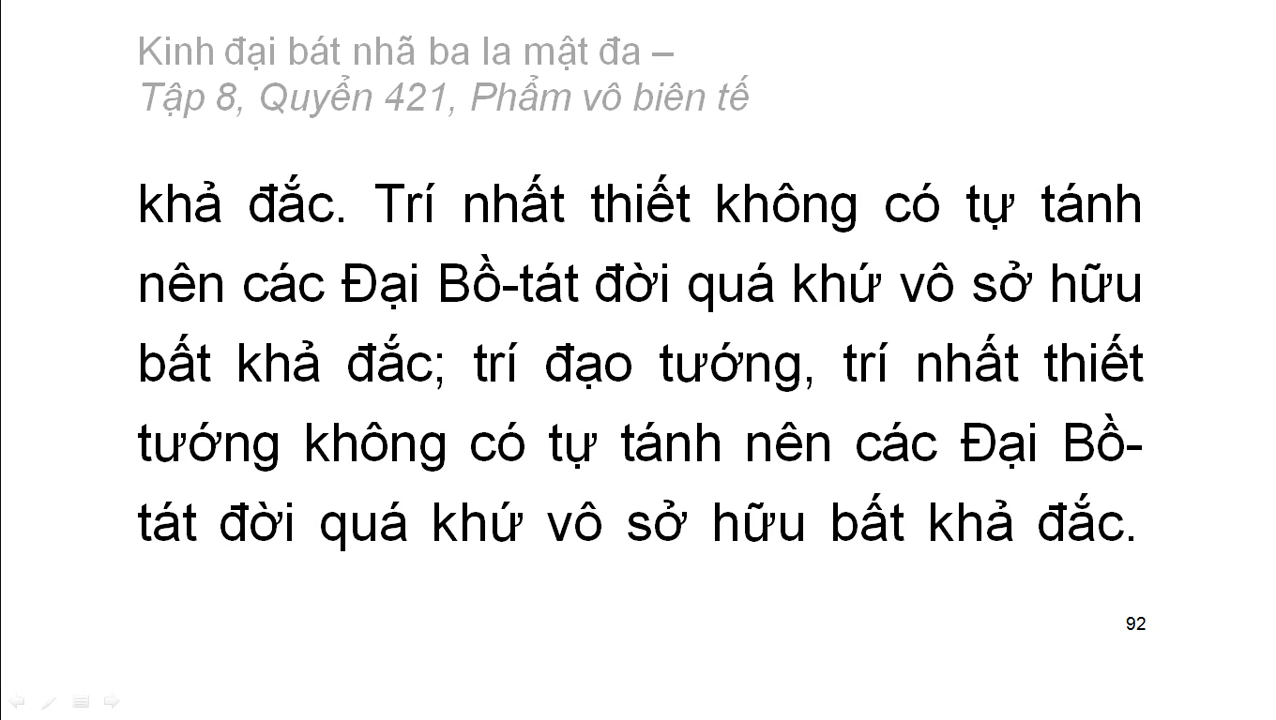 Kinh đại bát nhã ba la mật đa –
Tập 8, Quyển 421, Phẩm vô biên tế
khả đắc. Trí nhất thiết không có tự tánh
nên các Đại Bồ-tát đời quá khứ vô sở hữu
bất khả đắc; trí đạo tướng, trí nhất thiết
tướng không có tự tánh nên các Đại Bồ-
tát đời quá khứ vô sở hữu bất khả đắc.
92